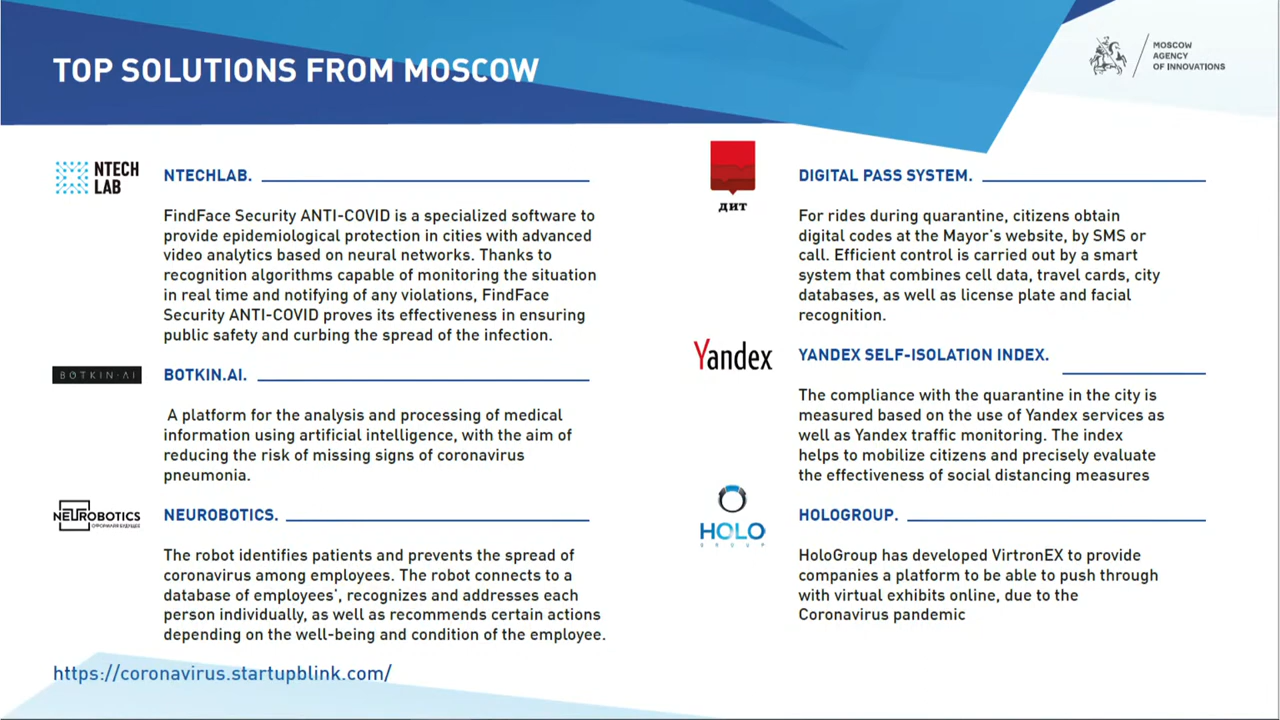 TOP SOLUTIONS FROM MOSCOW
MOSCOW
AGENCY
OF INNOVATIONS
NTECH
LAB
NTECHLAB.
FindFace Security ANTI-COVID is a specialized software to
provide epidemiological protection in cities with advanced
video analytics based on neural networks. Thanks to
recognition algorithms capable of monitoring the situation
in real time and notifying of any violations, FindFace
Security ANTI-COVID proves its effectiveness in ensuring
public safety and curbing the spread of the infection.
BOTKIN·AI
BOTKIN.AI.
A platform for the analysis and processing of medical
information using artificial intelligence, with the aim of
reducing the risk of missing signs of coronavirus
pneumonia.
NEUROBOTICS
NEUROBOTICS.
The robot identifies patients and prevents the spread of
coronavirus among employees. The robot connects to a
database of employees', recognizes and addresses each
person individually, as well as recommends certain actions
depending on the well-being and condition of the employee.
https://coronavirus.startupblink.com/
дит
DIGITAL PASS SYSTEM.
For rides during quarantine, citizens obtain
digital codes at the Mayor's website, by SMS or
call. Efficient control is carried out by a smart
system that combines cell data, travel cards, city
databases, as well as license plate and facial
recognition.
Yandex
YANDEX SELF-ISOLATION INDEX.
The compliance with the quarantine in the city is
measured based on the use of Yandex services as
well as Yandex traffic monitoring. The index
helps to mobilize citizens and precisely evaluate
the effectiveness of social distancing measures
HOLO
GROUP
HOLOGROUP.
HoloGroup has developed VirtronEX to provide
companies a platform to be able to push through
with virtual exhibits online, due to the
Coronavirus pandemic